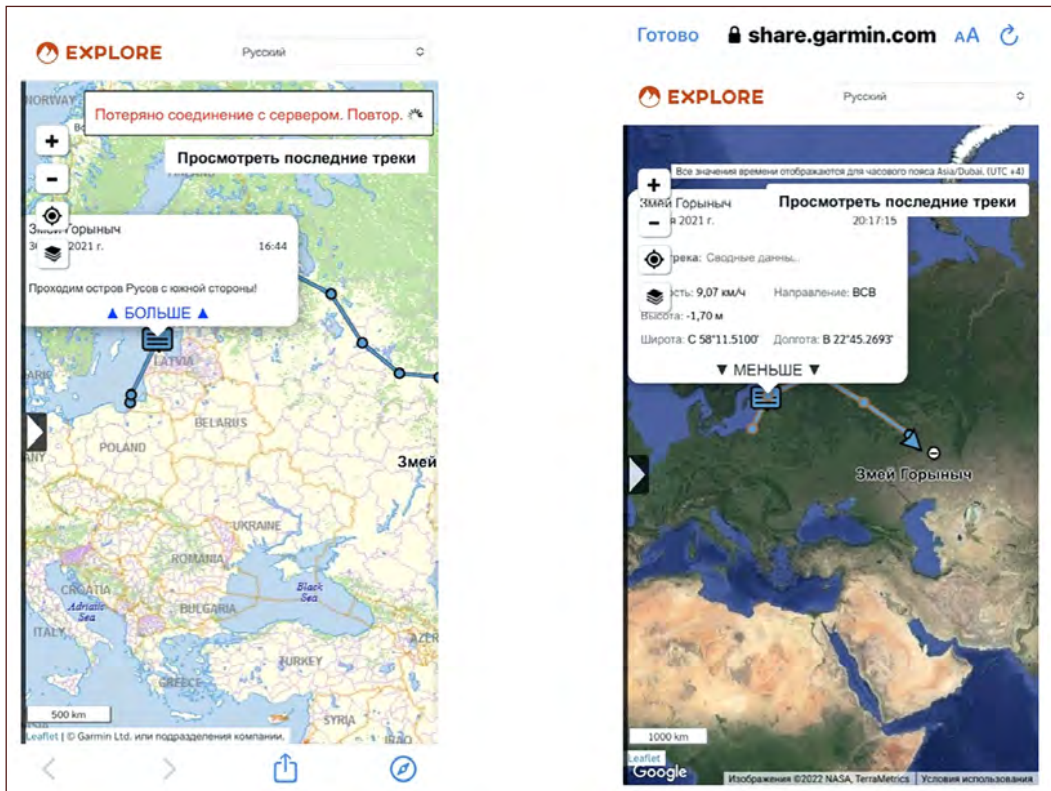 EXPLORE
Русский
NORWAY
Потеряно соединение с сервером. Повтор.
FINLAND
Просмотреть последние треки
Змей Горыныч
2021 г.
16:44
Проходим остров Русов с южной стороны!
▲ БОЛЬШЕ ▲
LATVIA
BELARUS
POLAND
Змей
UKRAINE
ROMANIA
CROATIA
Adriatic
Sea
Black
Sea
BULGARIA
ITALY
TURKEY
GREECE
AZER
SYRIA
IRAQ
500 km
Leaflet | © Garmin Ltd. или подразделения компании.
Готово
share.garmin.com
AA
EXPLORE
Русский
Все значения времени отображаются для часового пояса Asia/Dubai. (UTC +4)
Змей Горыныч
Просмотреть последние треки
я 2021 г.
20:17:15
трека: Сводные данны...
ость: 9,07 км/ч
Направление: ВСВ
Высота: -1,70 м
Широта: С 58°11.5100'
Долгота: В 22°45.2693'
▼ МЕНЬШЕ ▼
Змей Горыныч
1000 km
Leaflet
Google
Изображения ©2022 NASA, TerraMetrics
Условия использования